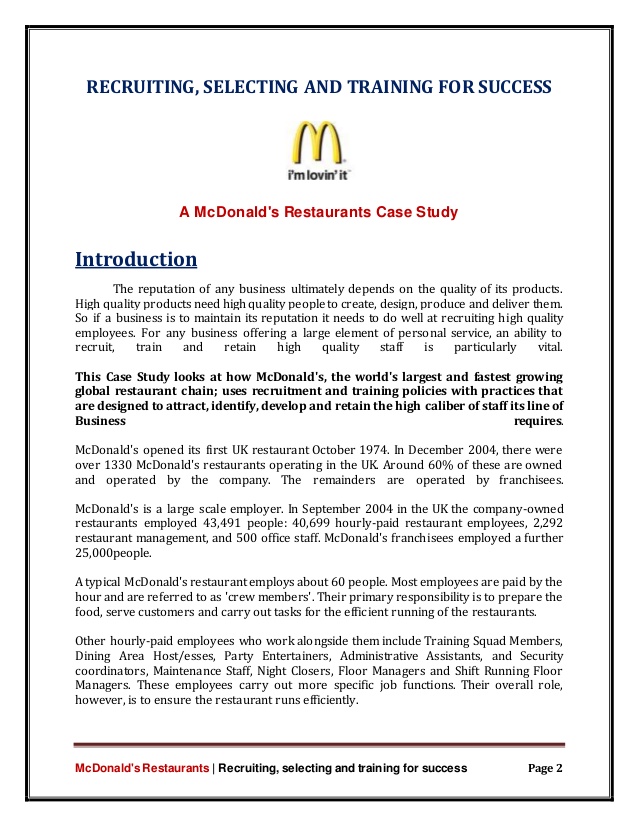 RECRUITING, SELECTING AND TRAINING FOR SUCCESS
i'm lovin' it™
A McDonald's Restaurants Case Study
Introduction
The reputation of any business ultimately depends on the quality of its products.
High quality products need high quality people to create, design, produce and deliver them.
So if a business is to maintain its reputation it needs to do well at recruiting high quality
employees. For any business offering a large element of personal service, an ability to
recruit, train and retain high quality staff is particularly vital.
This Case Study looks at how McDonald's, the world's largest and fastest growing
global restaurant chain; uses recruitment and training policies with practices that
are designed to attract, identify, develop and retain the high caliber of staff its line of
Business requires.
McDonald's opened its first UK restaurant October 1974. In December 2004, there were
over 1330 McDonald's restaurants operating in the UK. Around 60% of these are owned
and operated by the company. The remainders are operated by franchisees.
McDonald's is a large scale employer. In September 2004 in the UK the company-owned
restaurants employed 43,491 people: 40,699 hourly-paid restaurant employees, 2,292
restaurant management, and 500 office staff. McDonald's franchisees employed a further
25,000people.
A typical McDonald's restaurant employs about 60 people. Most employees are paid by the
hour and are referred to as 'crew members'. Their primary responsibility is to prepare the
food, serve customers and carry out tasks for the efficient running of the restaurants.
Other hourly-paid employees who work alongside them include Training Squad Members,
Dining Area Host/esses, Party Entertainers, Administrative Assistants, and Security
coordinators, Maintenance Staff, Night Closers, Floor Managers and Shift Running Floor
Managers. These employees carry out more specific job functions. Their overall role,
however, is to ensure the restaurant runs efficiently.
McDonald's Restaurants | Recruiting, selecting and training for success Page 2